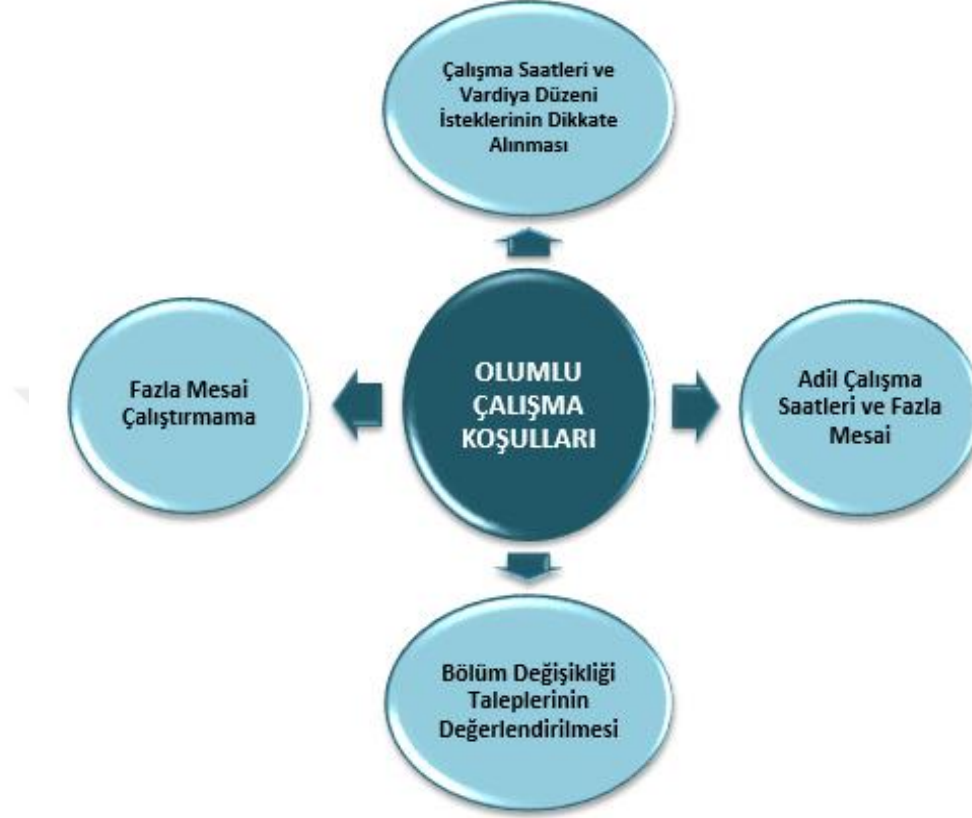 Çalışma Saatleri ve
Vardiya Düzeni
İsteklerinin Dikkate
Alınması
Fazla Mesai
Çalıştırmama
OLUMLU
ÇALIŞMA
KOŞULLARI
Adil Çalışma
Saatleri ve Fazla
Mesai
Bölüm Değişikliği
Taleplerinin
Değerlendirilmesi